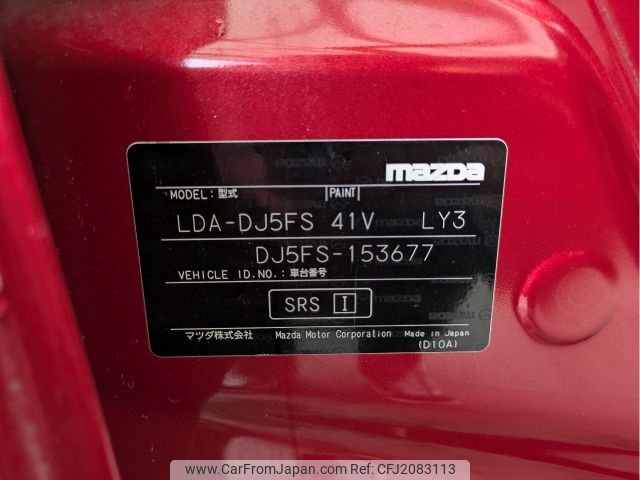 mazda
MODEL:型式 PAINT
LDA-DJ5FS 41V LY3
DJ5FS-153677
VEHICLE ID.NO.:車台番号
SRS I
マツダ株式会社 Mazda Motor Corporation Made in Japan
(D10A)
www.CarFromJapan.com | Ref No. CFJ2083113